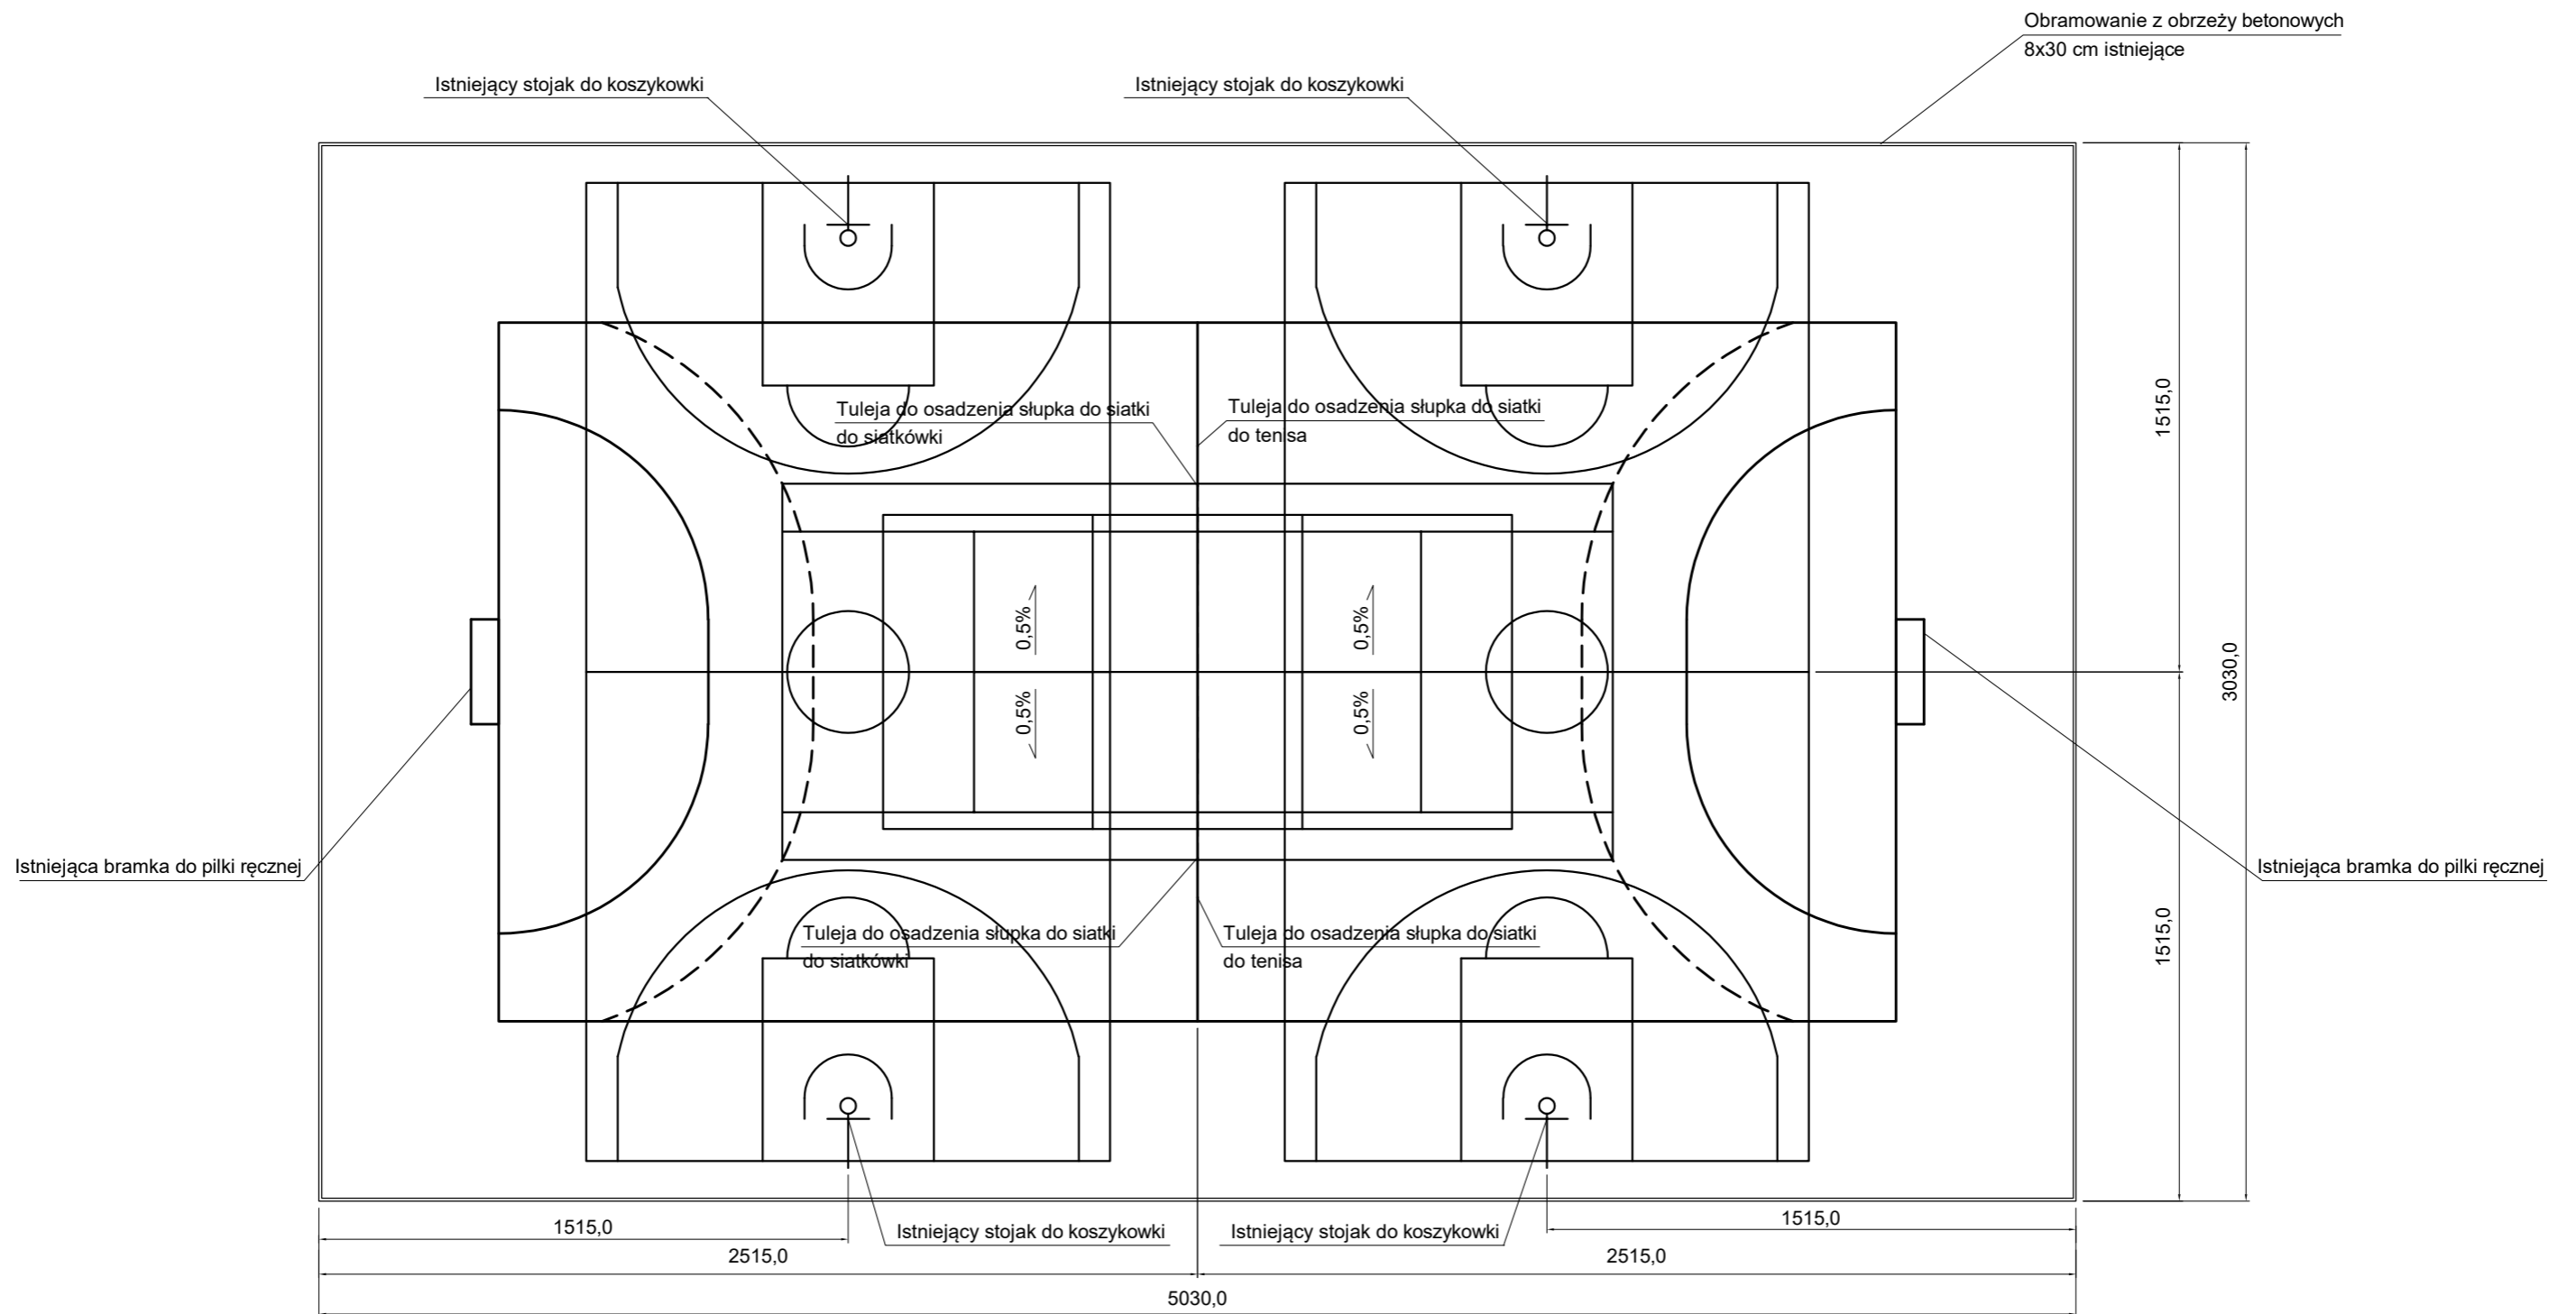 Obramowanie z obrzeży betonowych
8x30 cm istniejące
Istniejący stojak do koszykowki
Istniejący stojak do koszykowki
1515,0
Tuleja do osadzenia słupka do siatki
do siatkówki
Tuleja do osadzenia słupka do siatki
do tenisa
0,5%
0,5%
3030,0
0,5%
0,5%
Istniejąca bramka do pilki ręcznej
Istniejąca bramka do pilki ręcznej
1515,0
Tuleja do osadzenia słupka do siatki
do siatkówki
Tuleja do osadzenia słupka do siatki
do tenisa
1515,0
Istniejący stojak do koszykowki
Istniejący stojak do koszykowki
1515,0
2515,0
2515,0
5030,0